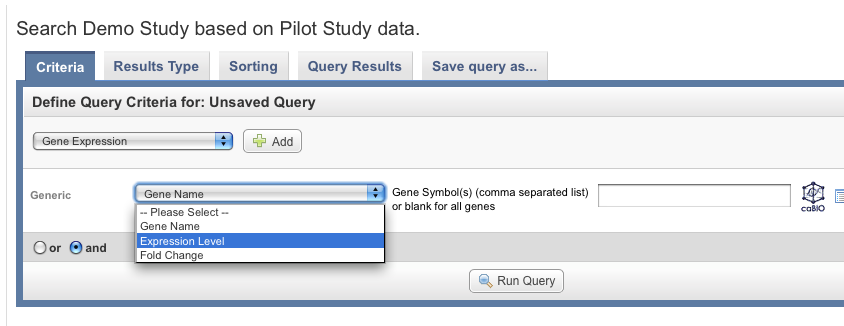 Search Demo Study based on Pilot Study data.
Criteria Results Type Sorting Query Results Save query as...
Define Query Criteria for: Unsaved Query
Gene Expression Add
Generic Gene Name Gene Symbol(s) (comma separated list)
or blank for all genes
caBIO
-- Please Select --
Gene Name
Expression Level
Fold Change
or and
Run Query